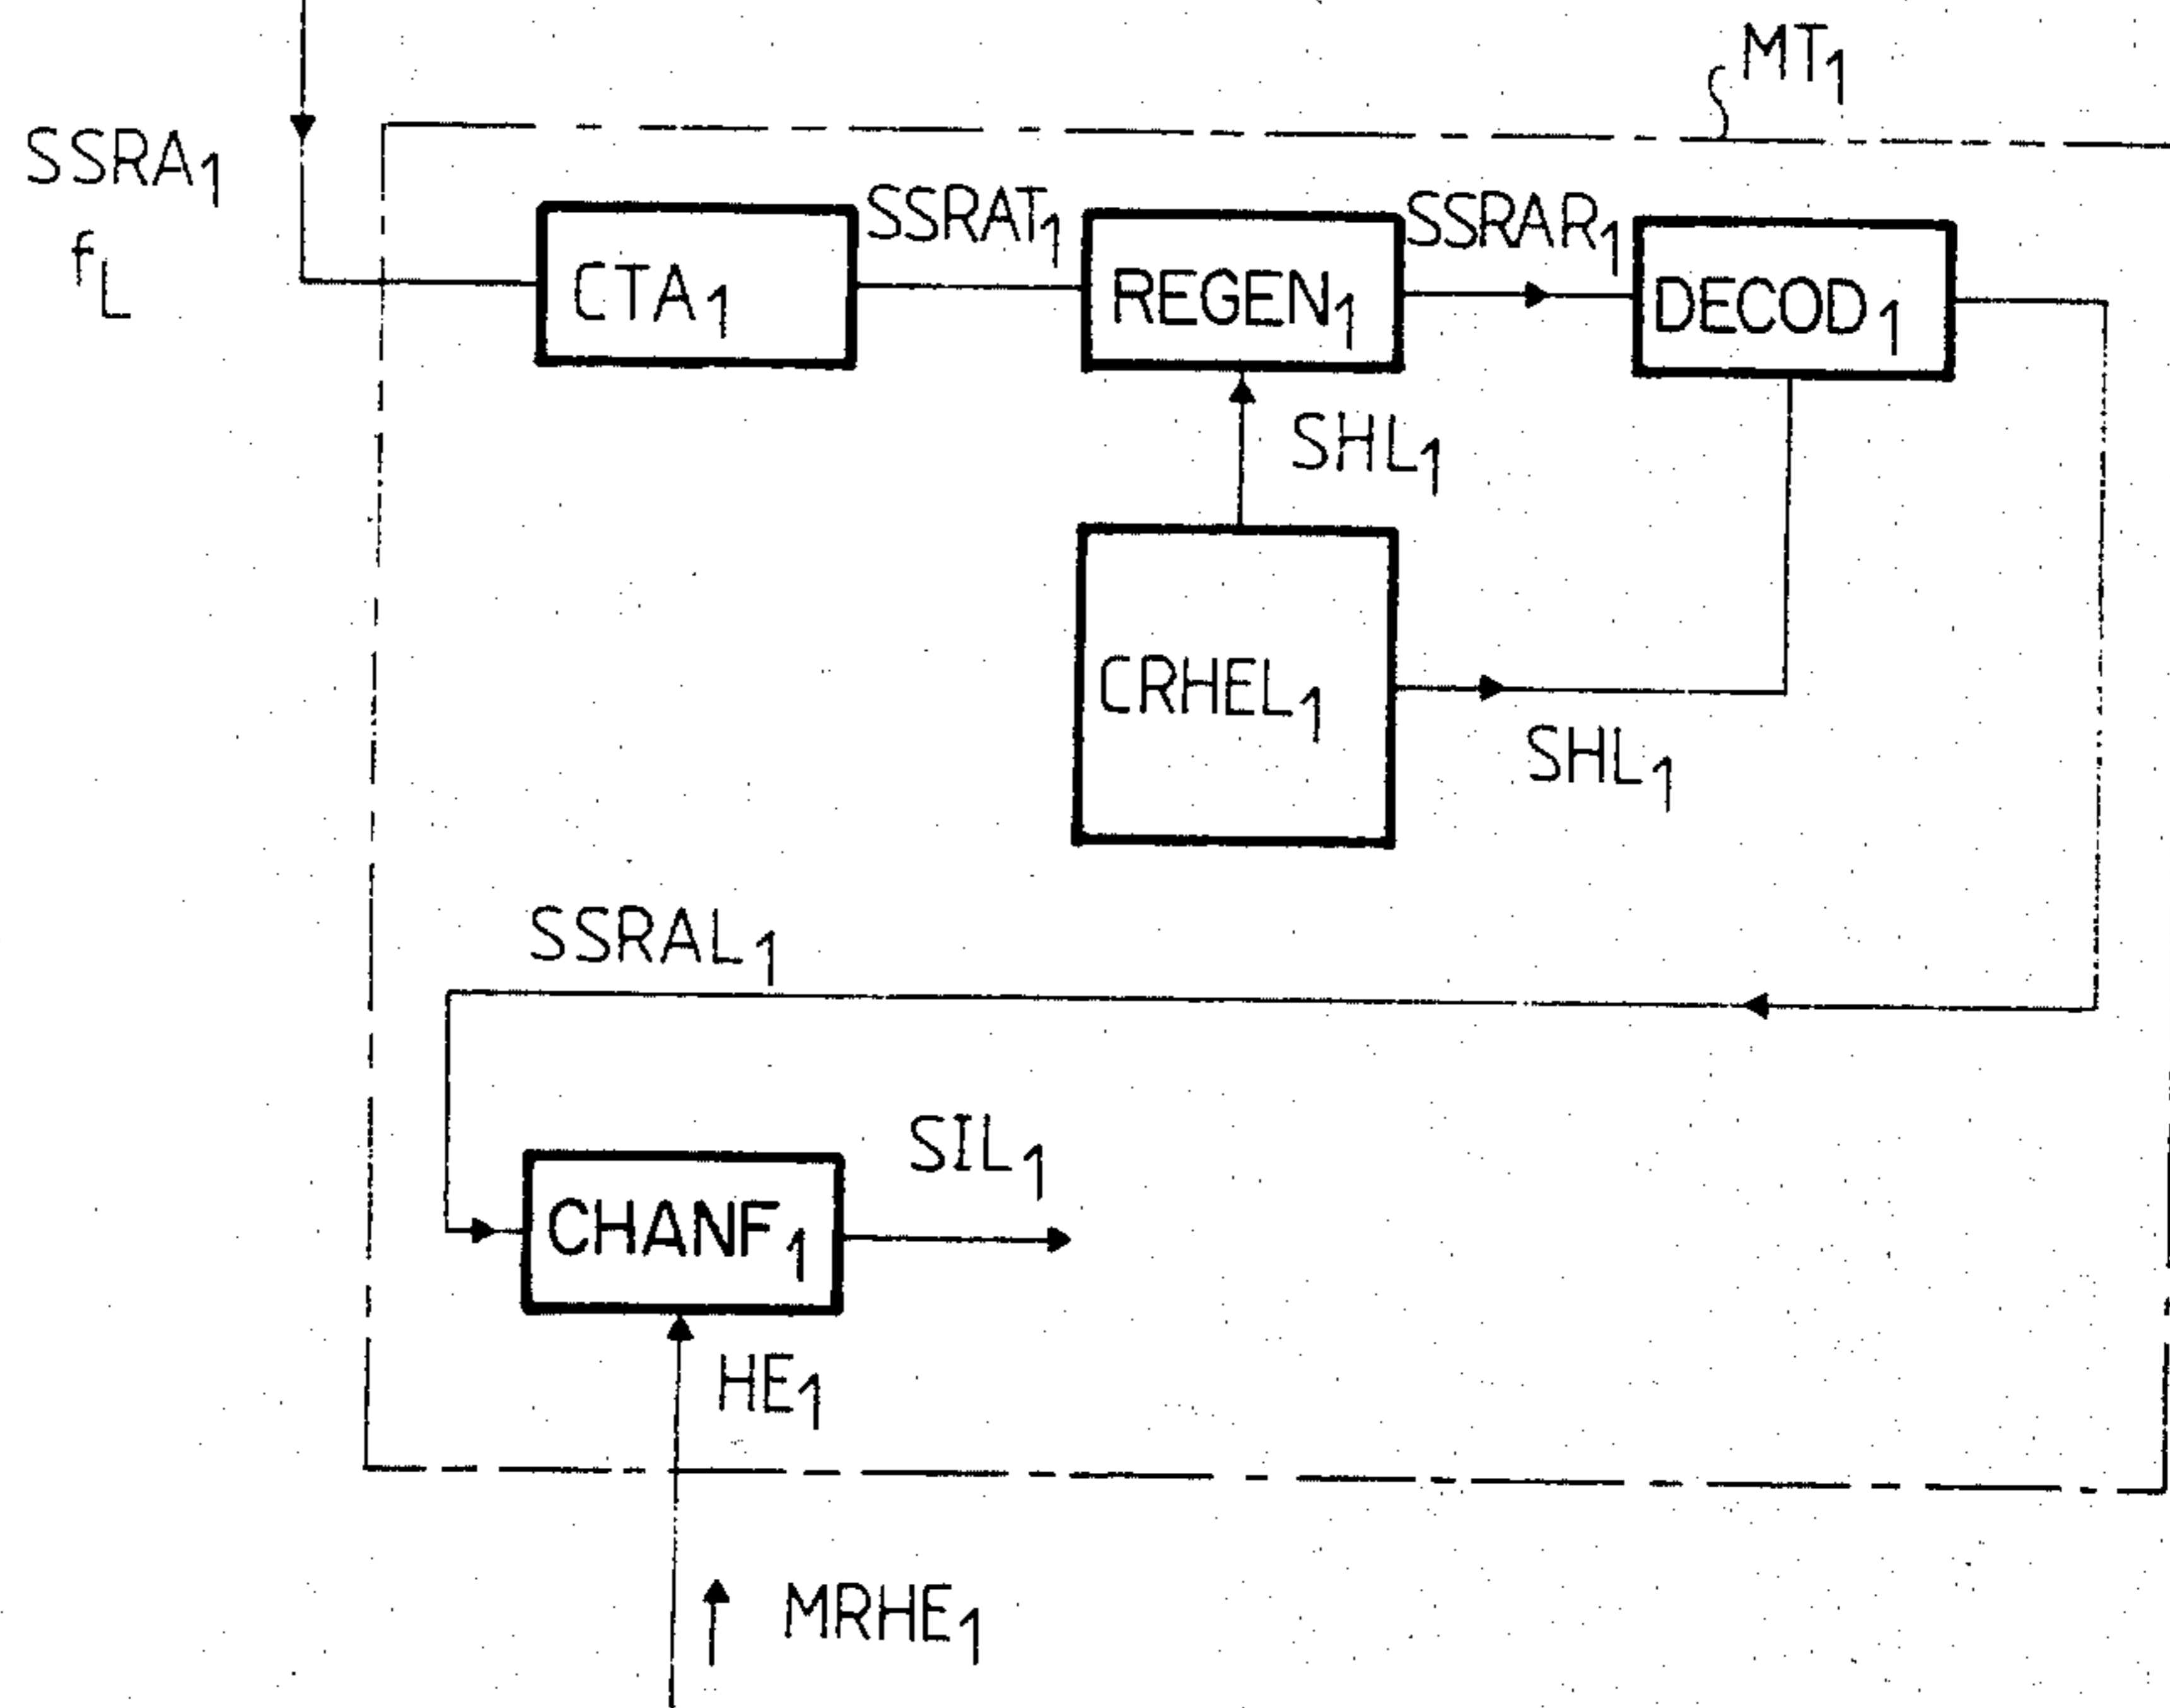 MT1
SSRA1
fL
SSRAT1
SSRAR1
CTA1
REGEN1
DECOD1
SHL1
CRHEL1
SHL1
SSRAL1
SIL1
CHANF1
HE1
MRHE1